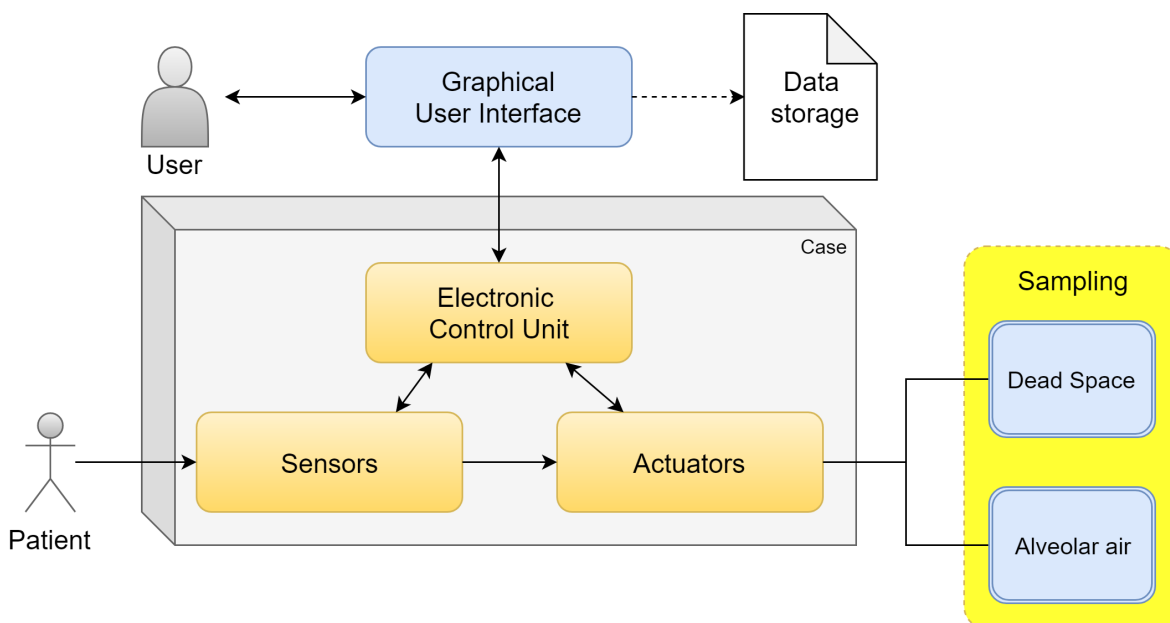 Graphical
User Interface
Data
storage
User
Case
Electronic
Control Unit
Sampling
Dead Space
Sensors
Actuators
Patient
Alveolar air